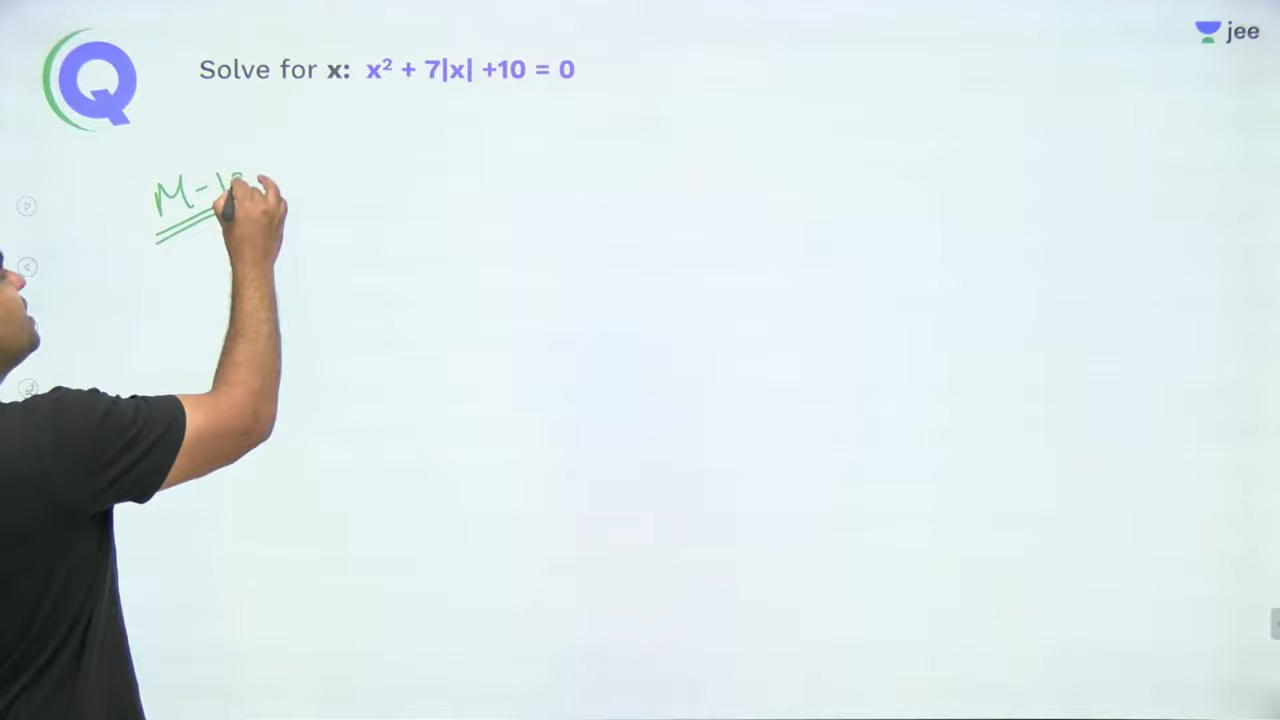 jee
Solve for x: x² + 7|x| +10 = 0
M-1